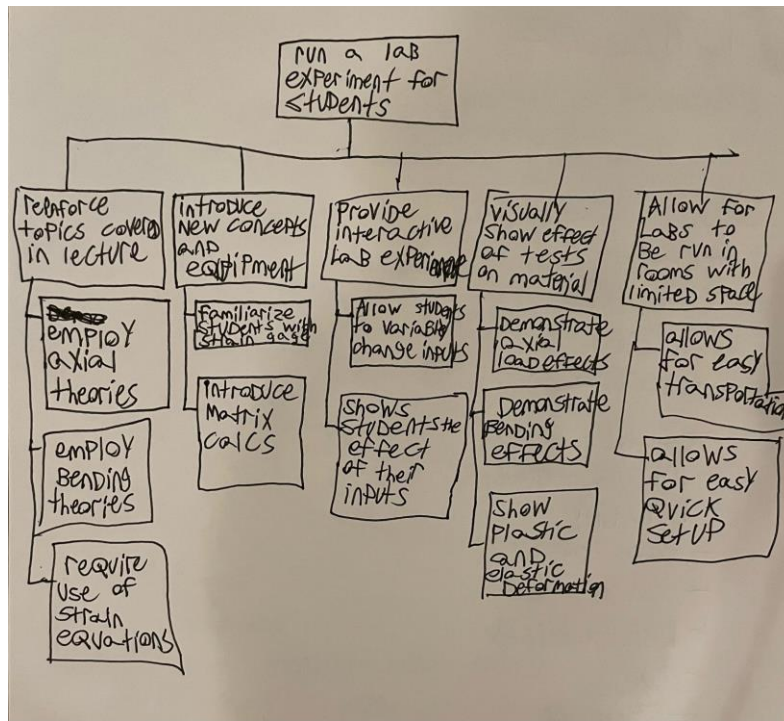 run a lab
experiment for
students
reenforce
topics covered
in lecture
employ
axial
theories
employ
bending
theories
require
use of
strain
equations
introduce
new concepts
and
equipment
Familiarize
students with
strain gage
introduce
matrix
calcs
Provide
interactive
lab experience
Allow students
to variably
change inputs
shows
students the
effect
of their
inputs
visually
show effect
of tests
on material
Demonstrate
axial
load effects
Demonstrate
Bending
effects
show
plastic
and
elastic
Deformation
Allow for
labs to
Be run in
rooms with
limited space
allows
for easy
transportation
allows
for easy
quick
setup